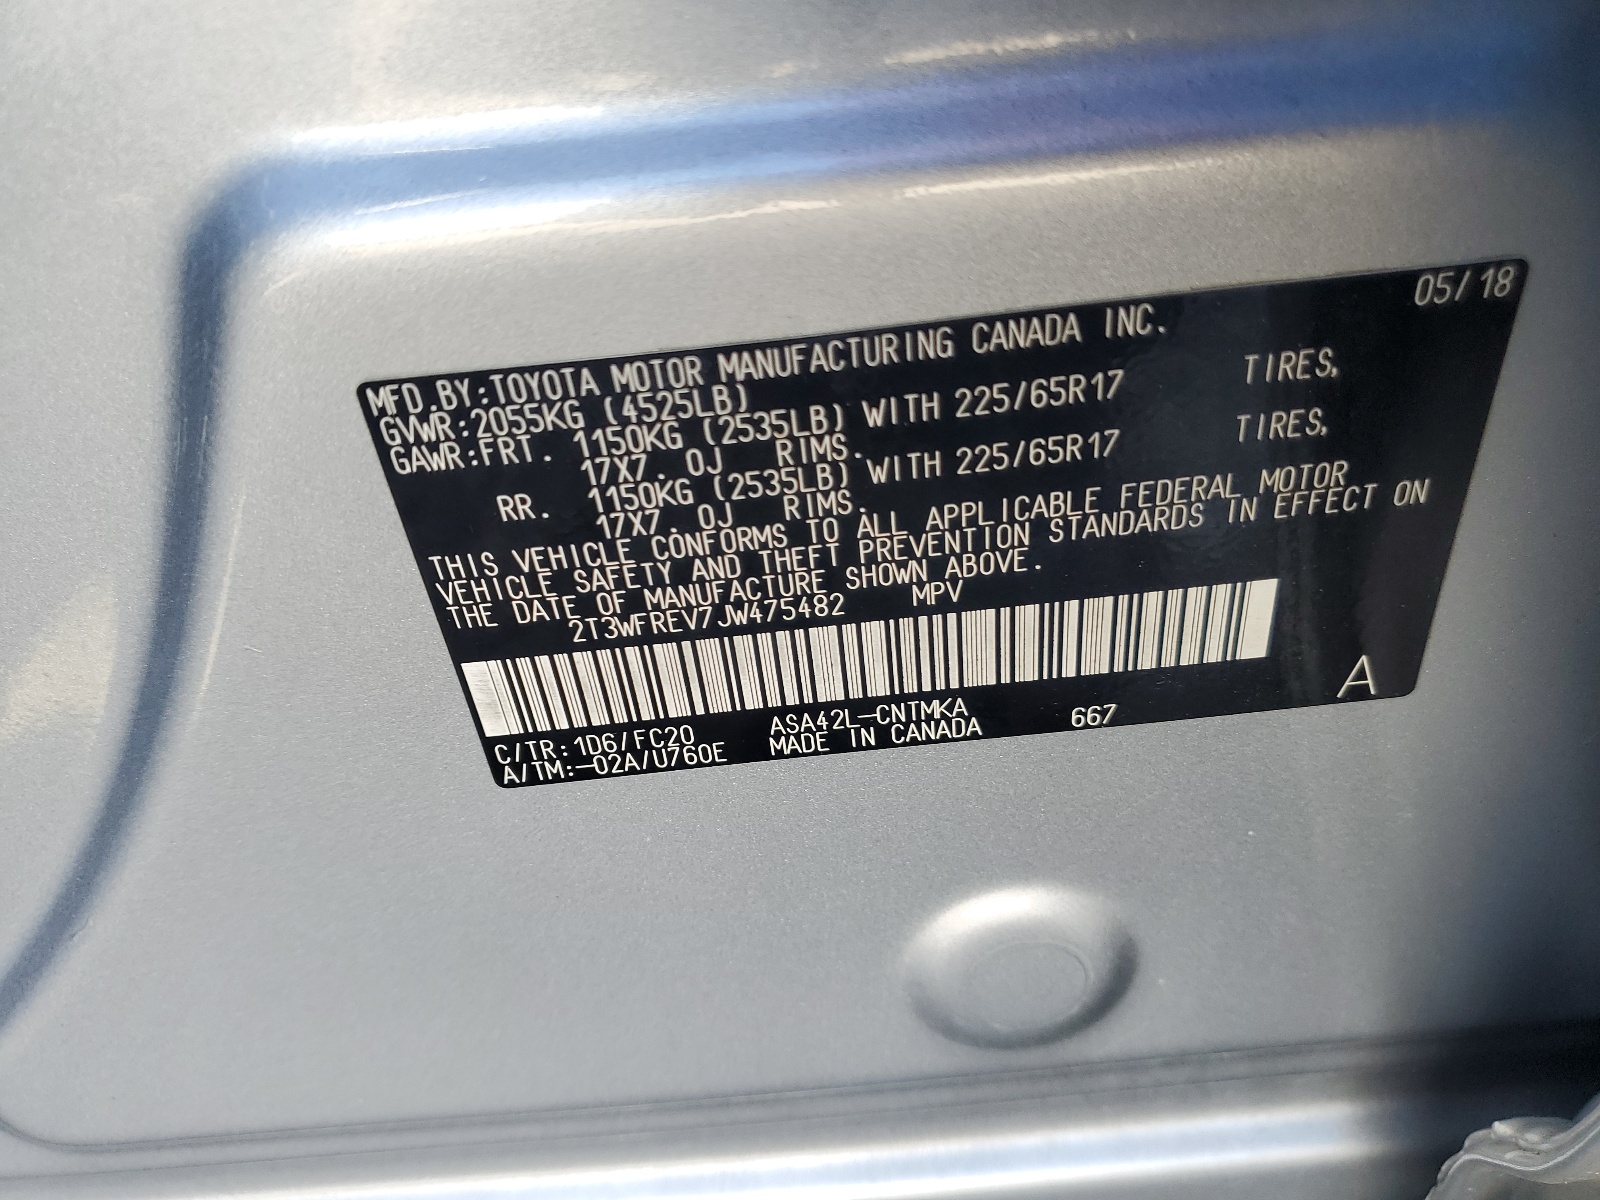 05/18
MFD.BY:TOYOTA MOTOR MANUFACTURING CANADA INC.
GVWR:2055KG (4525LB)
GAWR:FRT. 1150KG (2535LB) WITH 225/65R17 TIRES,
17X7.0J RIMS.
RR. 1150KG (2535LB) WITH 225/65R17 TIRES,
17X7.0J RIMS.
THIS VEHICLE CONFORMS TO ALL APPLICABLE FEDERAL MOTOR
VEHICLE SAFETY AND THEFT PREVENTION STANDARDS IN EFFECT ON
THE DATE OF MANUFACTURE SHOWN ABOVE.
2T3WFREV7JW475482 MPV
A
C/TR:1D6/FC20 ASA42L-CNTMKA 667
A/TM:-02A/U760E MADE IN CANADA